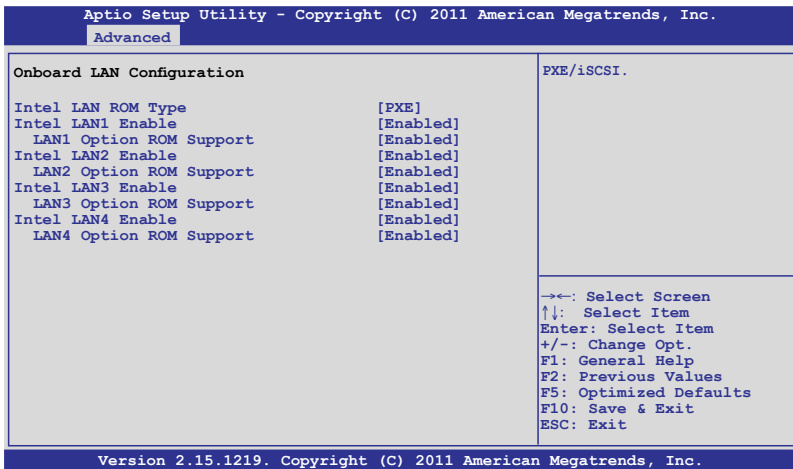 Aptio Setup Utility - Copyright (C) 2011 American Megatrends, Inc.
Advanced
Onboard LAN Configuration
Intel LAN ROM Type [PXE]
Intel LAN1 Enable [Enabled]
LAN1 Option ROM Support [Enabled]
Intel LAN2 Enable [Enabled]
LAN2 Option ROM Support [Enabled]
Intel LAN3 Enable [Enabled]
LAN3 Option ROM Support [Enabled]
Intel LAN4 Enable [Enabled]
LAN4 Option ROM Support [Enabled]
PXE/iSCSI.
→←: Select Screen
↑↓: Select Item
Enter: Select Item
+/-: Change Opt.
F1: General Help
F2: Previous Values
F5: Optimized Defaults
F10: Save & Exit
ESC: Exit
Version 2.15.1219. Copyright (C) 2011 American Megatrends, Inc.